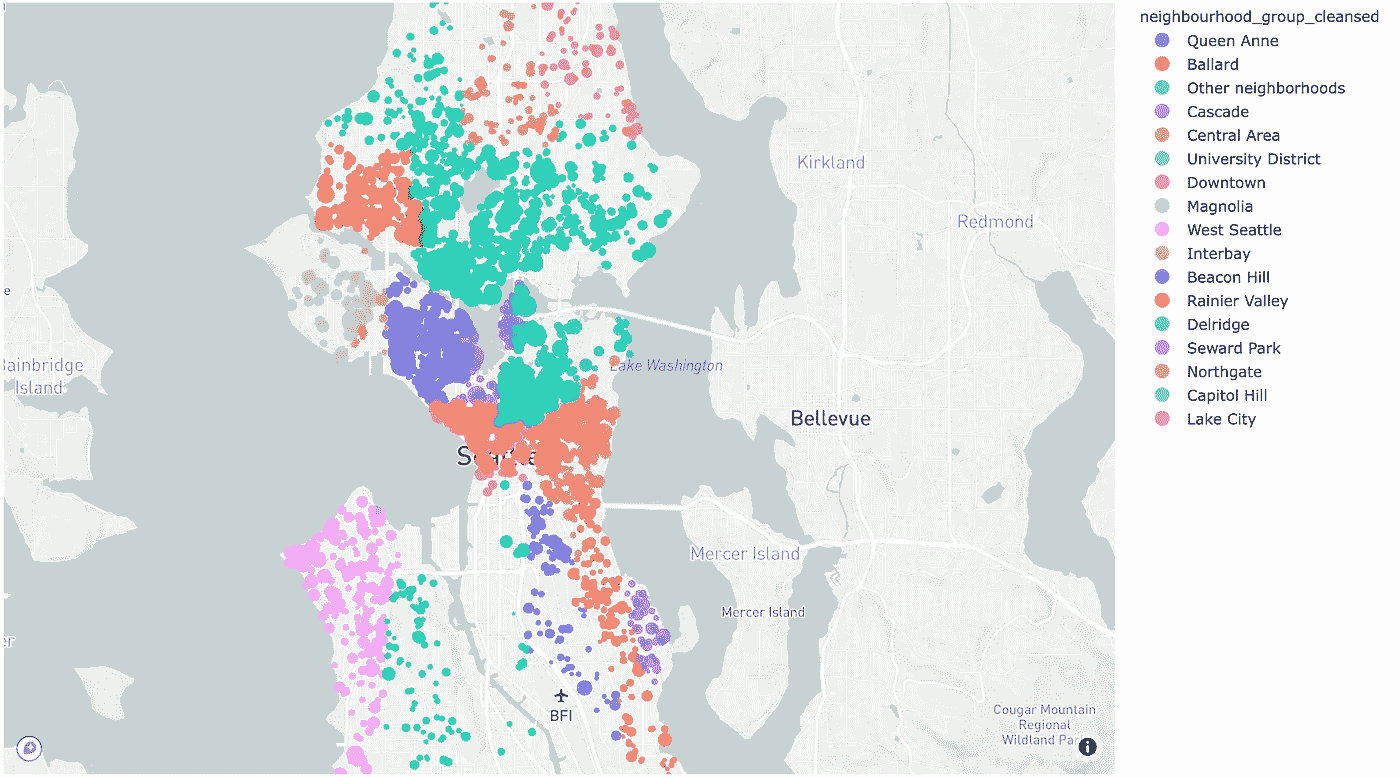 neighbourhood_group_cleansed
Queen Anne
Ballard
Other neighborhoods
Cascade
Central Area
University District
Downtown
Magnolia
West Seattle
Interbay
Beacon Hill
Rainier Valley
Delridge
Seward Park
Northgate
Capitol Hill
Lake City
Kirkland
Redmond
Bainbridge
Island
Lake Washington
Bellevue
Seattle
Mercer Island
Mercer Island
BFI
Cougar Mountain
Regional
Wildland Park